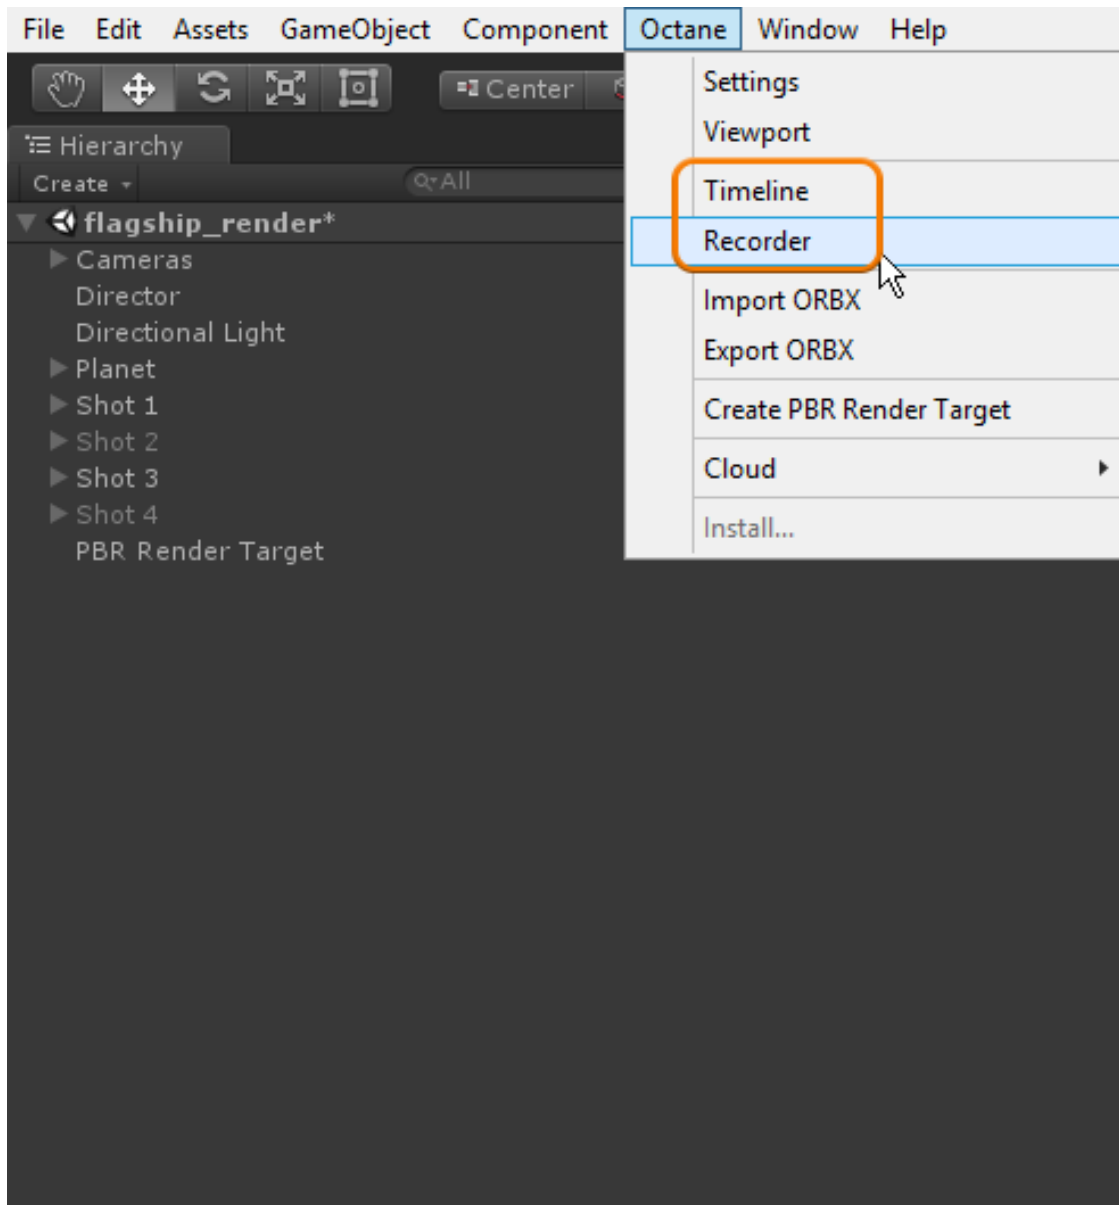 File Edit Assets GameObject Component Octane Window Help
Center
Hierarchy
Create All
flagship_render*
Cameras
Director
Directional Light
Planet
Shot 1
Shot 2
Shot 3
Shot 4
PBR Render Target
Settings
Viewport
Timeline
Recorder
Import ORBX
Export ORBX
Create PBR Render Target
Cloud
Install...